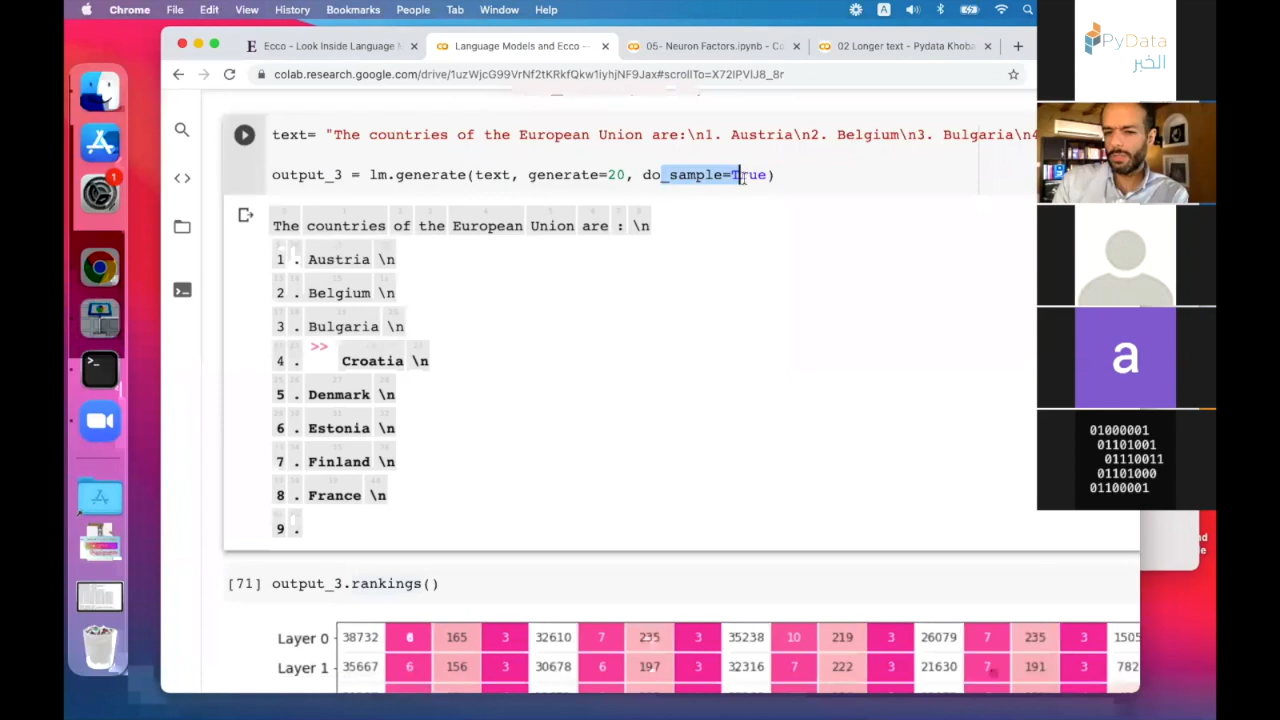 Chrome File Edit View History Bookmarks People Tab Window Help
Ecco - Look Inside Language M
Language Models and Ecco --
05- Neuron Factors.ipynb - Co
02 Longer text - Pydata Khoba
colab.research.google.com/drive/1uzWjcG99VrNf2tKRkfQkw1iyhjNF9Jax#scrollTo=X72IPVIJ8_8r
text= "The countries of the European Union are:\n1. Austria\n2. Belgium\n3. Bulgaria\n4
output_3 = lm.generate(text, generate=20, do_sample=True)
The countries of the European Union are : \n
1 . Austria \n
2 . Belgium \n
3 . Bulgaria \n
4 . >> Croatia \n
5 . Denmark \n
6 . Estonia \n
7 . Finland \n
8 . France \n
9 .
[71] output_3.rankings()
Layer 0 38732 6 165 3 32610 7 235 3 35238 10 219 3 26079 7 235 3 1505
Layer 1 35667 6 156 3 30678 6 197 3 32316 7 222 3 21630 7 191 3 782
1
PyData
الخبر
a
01000001
01101001
01110011
01101000
01100001